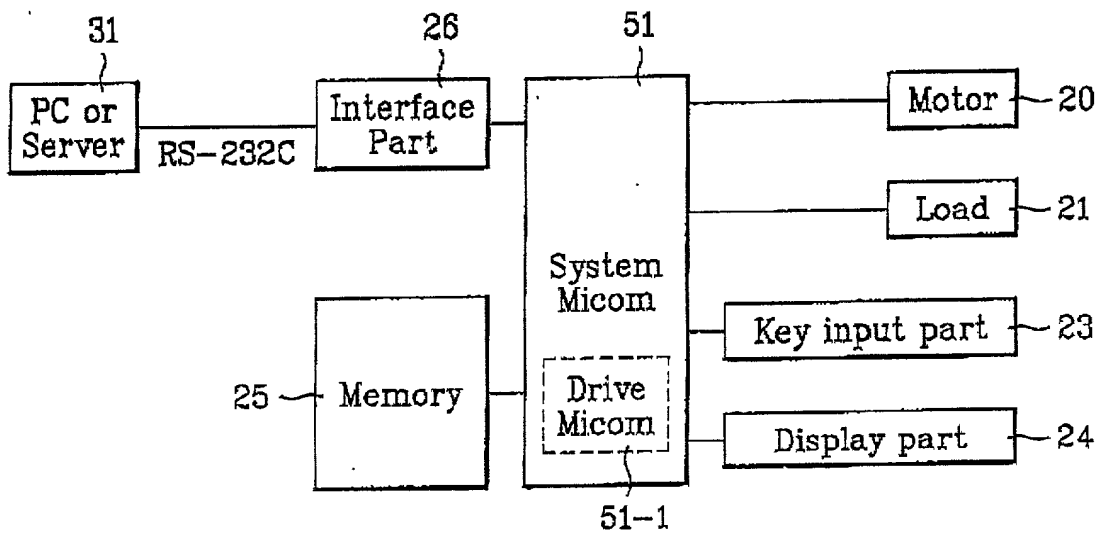 31
PC or
Server
RS-232C
26
Interface
Part
51
System
Micom
Drive
Micom
51-1
25
Memory
Motor
20
Load
21
Key input part
23
Display part
24